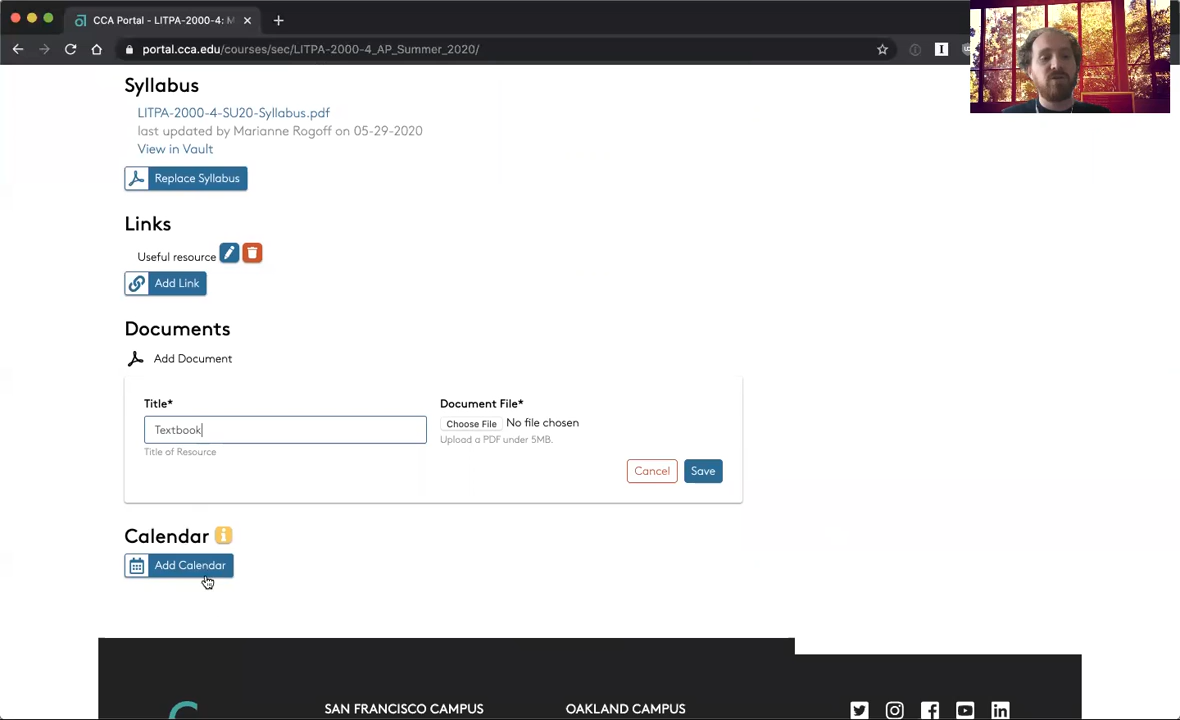 CCA Portal - LITPA-2000-4: M
portal.cca.edu/courses/sec/LITPA-2000-4_AP_Summer_2020/
I
Syllabus
LITPA-2000-4-SU20-Syllabus.pdf
last updated by Marianne Rogoff on 05-29-2020
View in Vault
Replace Syllabus
Links
Useful resource
Add Link
Documents
Add Document
Title*
Document File*
Textbook
Choose File No file chosen
Title of Resource
Upload a PDF under 5MB.
Cancel
Save
Calendar
Add Calendar
SAN FRANCISCO CAMPUS
OAKLAND CAMPUS